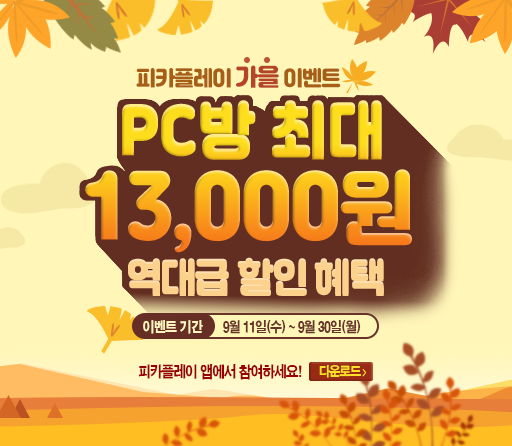 피카플레이 가을 이벤트
PC방 최대
13,000원
역대급 할인 혜택
이벤트 기간 9월 11일(수) ~ 9월 30일(월)
피카플레이 앱에서 참여하세요! 다운로드 >